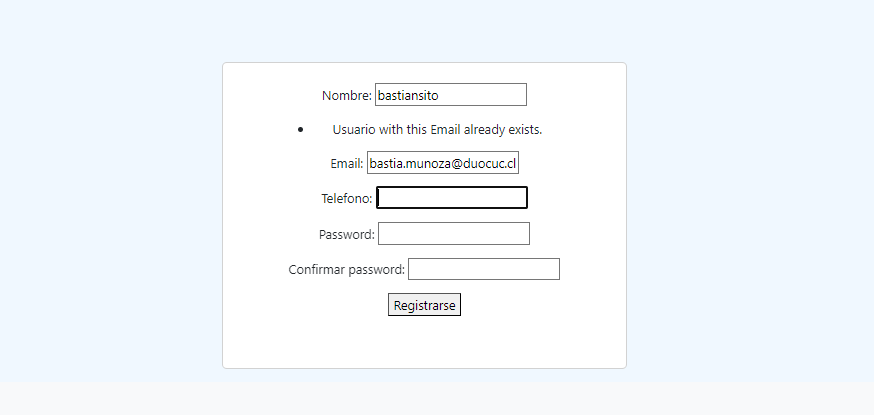 Nombre: bastiansito
Usuario with this Email already exists.
Email: bastia.munoza@duocuc.cl
Telefono:
Password:
Confirmar password:
Registrarse